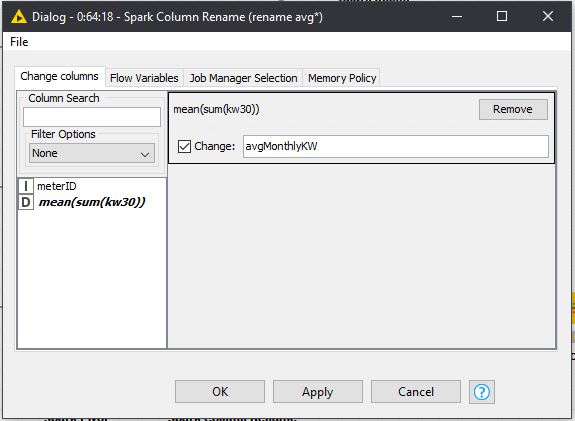 Dialog - 0:64:18 - Spark Column Rename (rename avg*)
File
Change columns Flow Variables Job Manager Selection Memory Policy
Column Search
Filter Options
None
I meterID
D mean(sum(kw30))
mean(sum(kw30)) Remove
Change: avgMonthlyKW
OK Apply Cancel ?